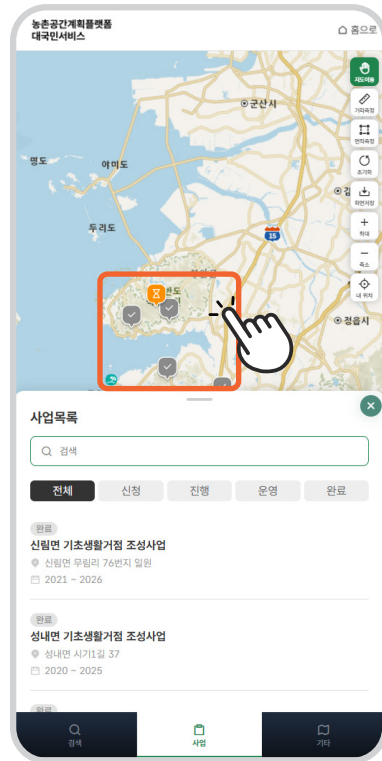 농촌공간계획플랫폼
대국민서비스
홈으로
지도이동
군산시
거리측정
면적측정
명도
야미도
초기화
화면저장
두리도
15
확대
축소
내 위치
정읍시
사업목록
검색
전체 신청 진행 운영 완료
완료
신림면 기초생활거점 조성사업
신림면 무림리 76번지 일원
2021 ~ 2026
완료
성내면 기초생활거점 조성사업
성내면 시기1길 37
2020 ~ 2025
완료
검색 사업 기타